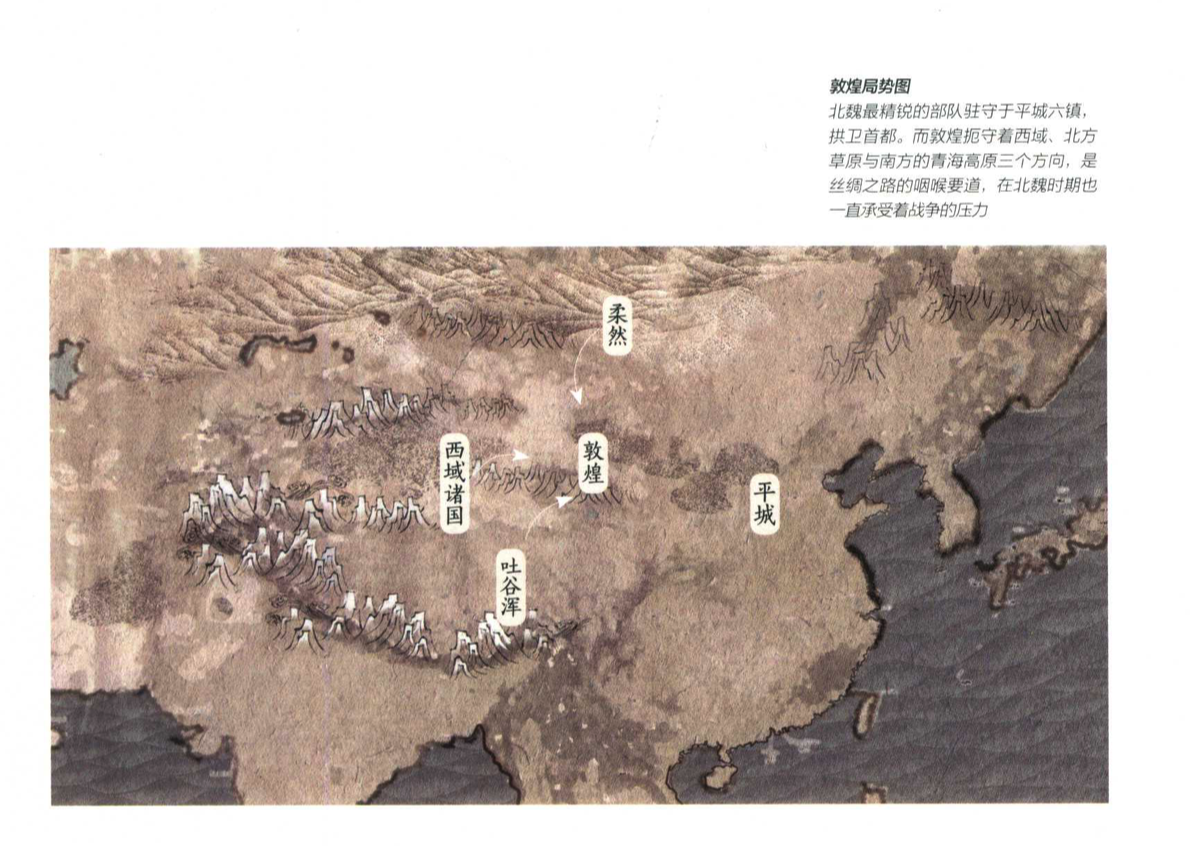 敦煌局势图
北魏最精锐的部队驻守于平城六镇，
拱卫首都。而敦煌扼守着西域、北方
草原与南方的青海高原三个方向，是
丝绸之路的咽喉要道，在北魏时期也
一直承受着战争的压力
柔然
西域诸国
敦煌
平城
吐谷浑